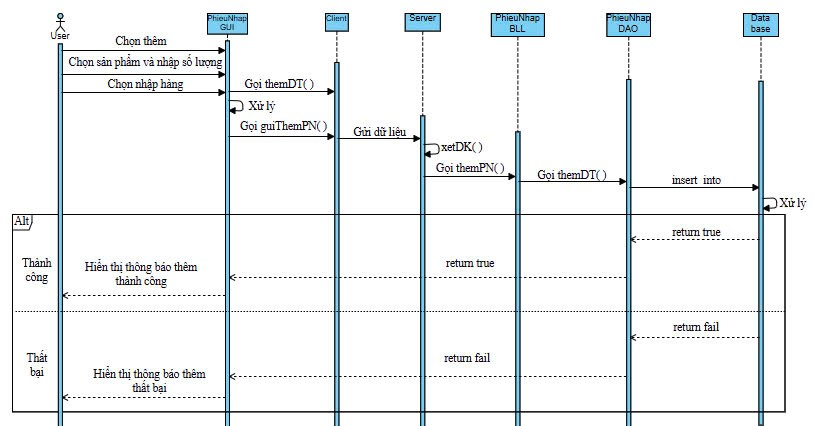 User
PhieuNhap
GUI
Client
Server
PhieuNhap
BLL
PhieuNhap
DAO
Data
base
Chọn thêm
Chọn sản phẩm và nhập số lượng
Chọn nhập hàng
Gọi themDT( )
Xử lý
Gọi guiThemPN( )
Gửi dữ liệu
xetDK( )
Gọi themPN( )
Gọi themDT( )
insert into
Xử lý
Alt
return true
Thành
công
Hiển thị thông báo thêm
thành công
return true
return fail
Thất
bại
Hiển thị thông báo thêm
thất bại
return fail